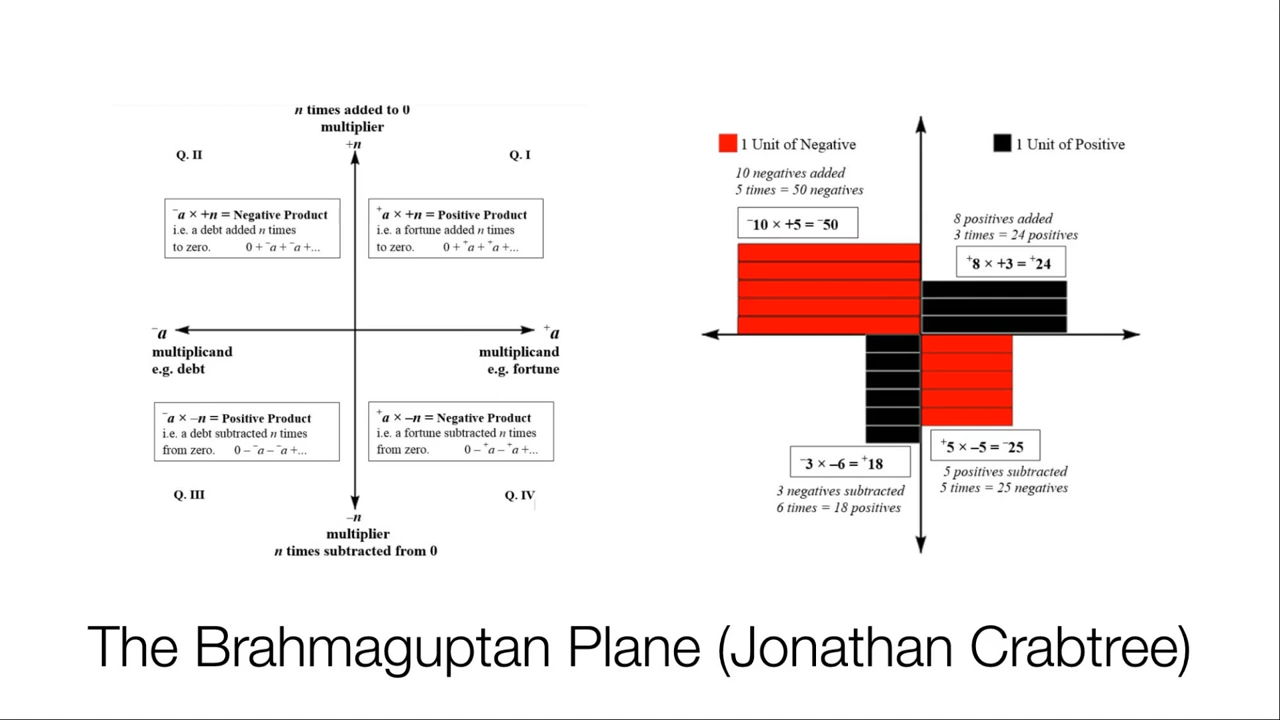 n times added to 0
multiplier
+n
Q. II
Q. I
⁻a × +n = Negative Product
i.e. a debt added n times
to zero. 0 + ⁻a + ⁻a +...
⁺a × +n = Positive Product
i.e. a fortune added n times
to zero. 0 + ⁺a + ⁺a +...
⁻a
multiplicand
e.g. debt
⁺a
multiplicand
e.g. fortune
⁻a × –n = Positive Product
i.e. a debt subtracted n times
from zero. 0 – ⁻a – ⁻a +...
⁺a × –n = Negative Product
i.e. a fortune subtracted n times
from zero. 0 – ⁺a – ⁺a +...
Q. III
Q. IV
–n
multiplier
n times subtracted from 0
1 Unit of Negative
1 Unit of Positive
10 negatives added
5 times = 50 negatives
⁻10 × +5 = ⁻50
8 positives added
3 times = 24 positives
⁺8 × +3 = ⁺24
⁻3 × –6 = ⁺18
3 negatives subtracted
6 times = 18 positives
⁺5 × –5 = ⁻25
5 positives subtracted
5 times = 25 negatives
The Brahmaguptan Plane (Jonathan Crabtree)